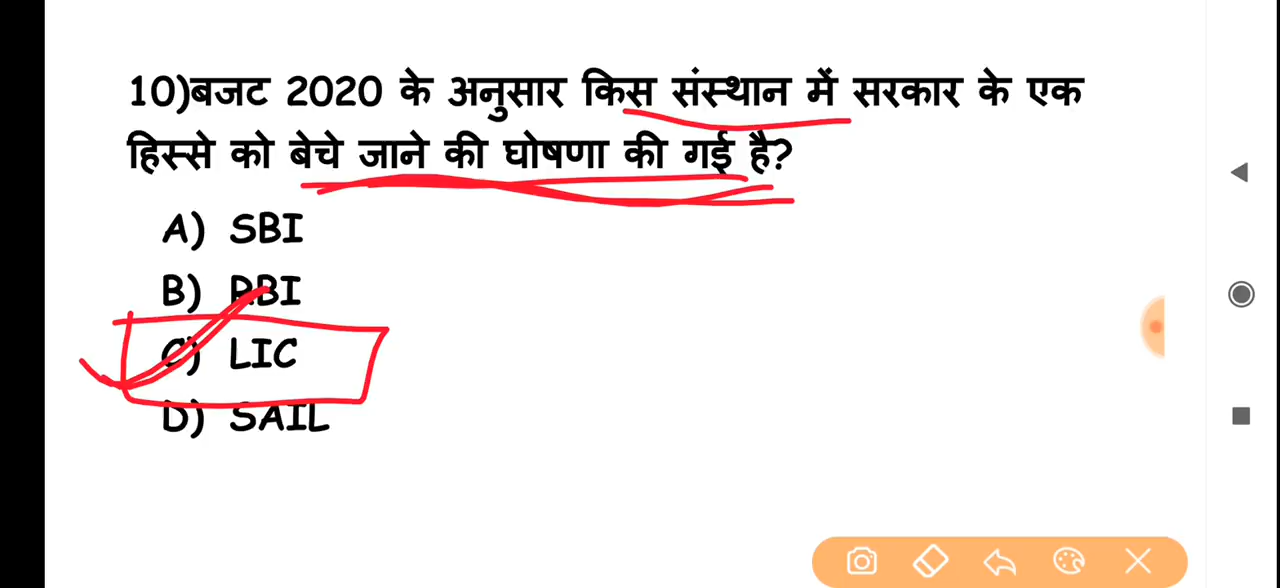 10)बजट 2020 के अनुसार किस संस्थान में सरकार के एक
हिस्से को बेचे जाने की घोषणा की गई है?
A) SBI
B) RBI
C) LIC
D) SAIL